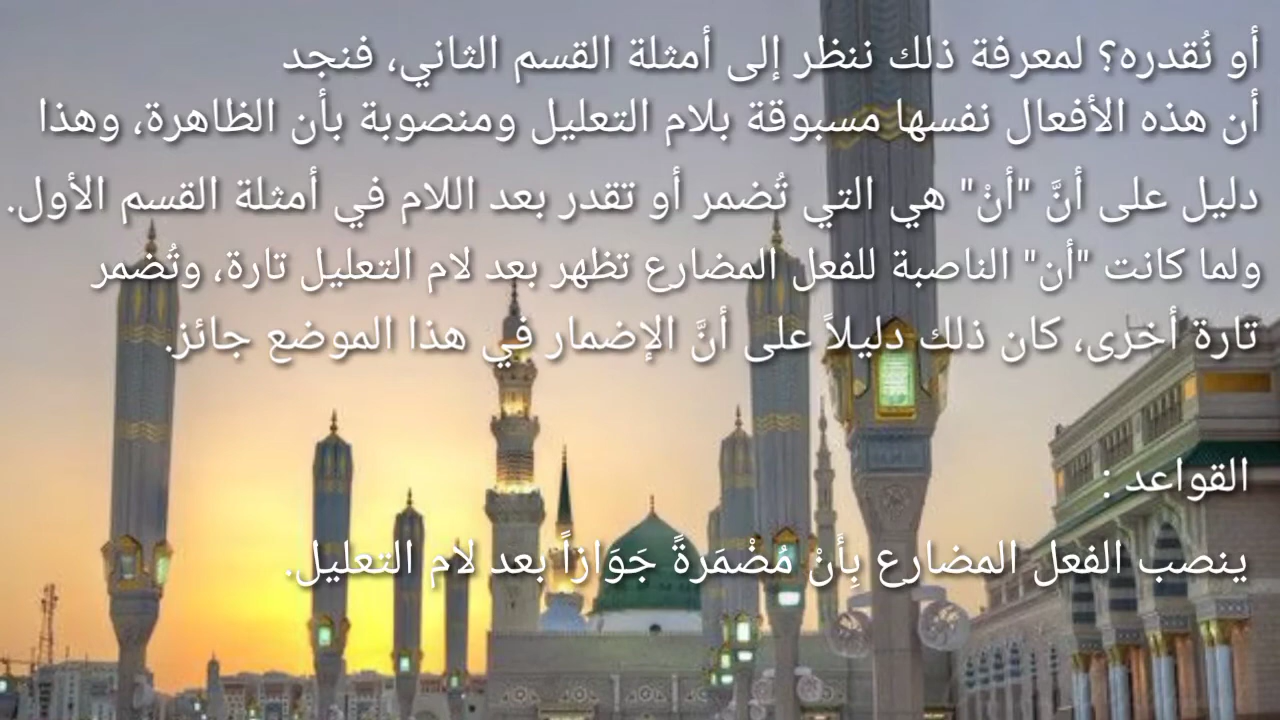 أو نُقدره؟ لمعرفة ذلك ننظر إلى أمثلة القسم الثاني، فنجد
أن هذه الأفعال نفسها مسبوقة بلام التعليل ومنصوبة بأن الظاهرة، وهذا
دليل على أنَّ "أنْ" هي التي تُضمر أو تقدر بعد اللام في أمثلة القسم الأول.
ولما كانت "أن" الناصبة للفعل المضارع تظهر بعد لام التعليل تارة، وتُضمر
تارة أخرى، كان ذلك دليلاً على أنَّ الإضمار في هذا الموضع جائز.
القواعد :
ينصب الفعل المضارع بِأَنْ مُضْمَرةً جَوَازاً بعد لام التعليل.